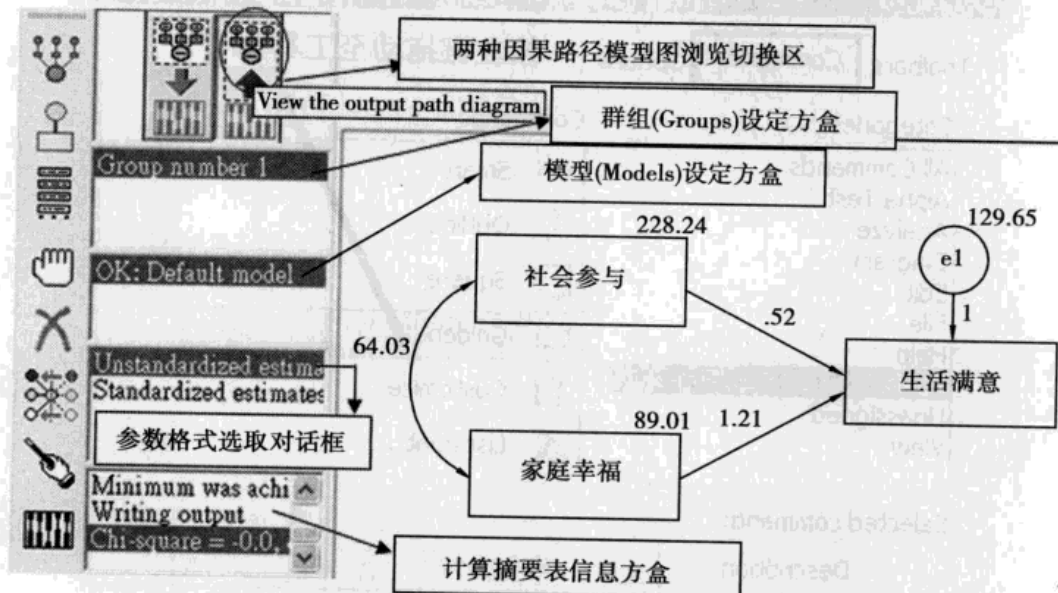 两种因果路径模型图浏览切换区
View the output path diagram
群组(Groups)设定方盒
Group number 1
模型(Models)设定方盒
228.24
129.65
e1
OK: Default model
社会参与
1
.52
64.03
Unstandardized estima
Standardized estimates
生活满意
参数格式选取对话框
89.01
1.21
家庭幸福
Minimum was achi
Writing output
Chi-square = -0.0,
计算摘要表信息方盒
Selected command:
Description